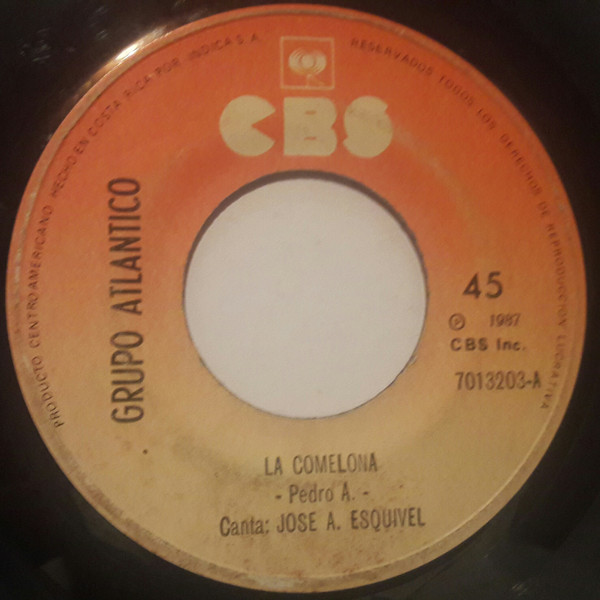 PRODUCTO CENTROAMERICANO HECHO EN COSTA RICA POR INDICA S.A.
RESERVADOS TODOS LOS DERECHOS DE REPRODUCCION LUCRATIVA
CBS
GRUPO ATLANTICO
45
Ⓟ 1987
CBS Inc.
7013203-A
LA COMELONA
- Pedro A. -
Canta: JOSE A. ESQUIVEL